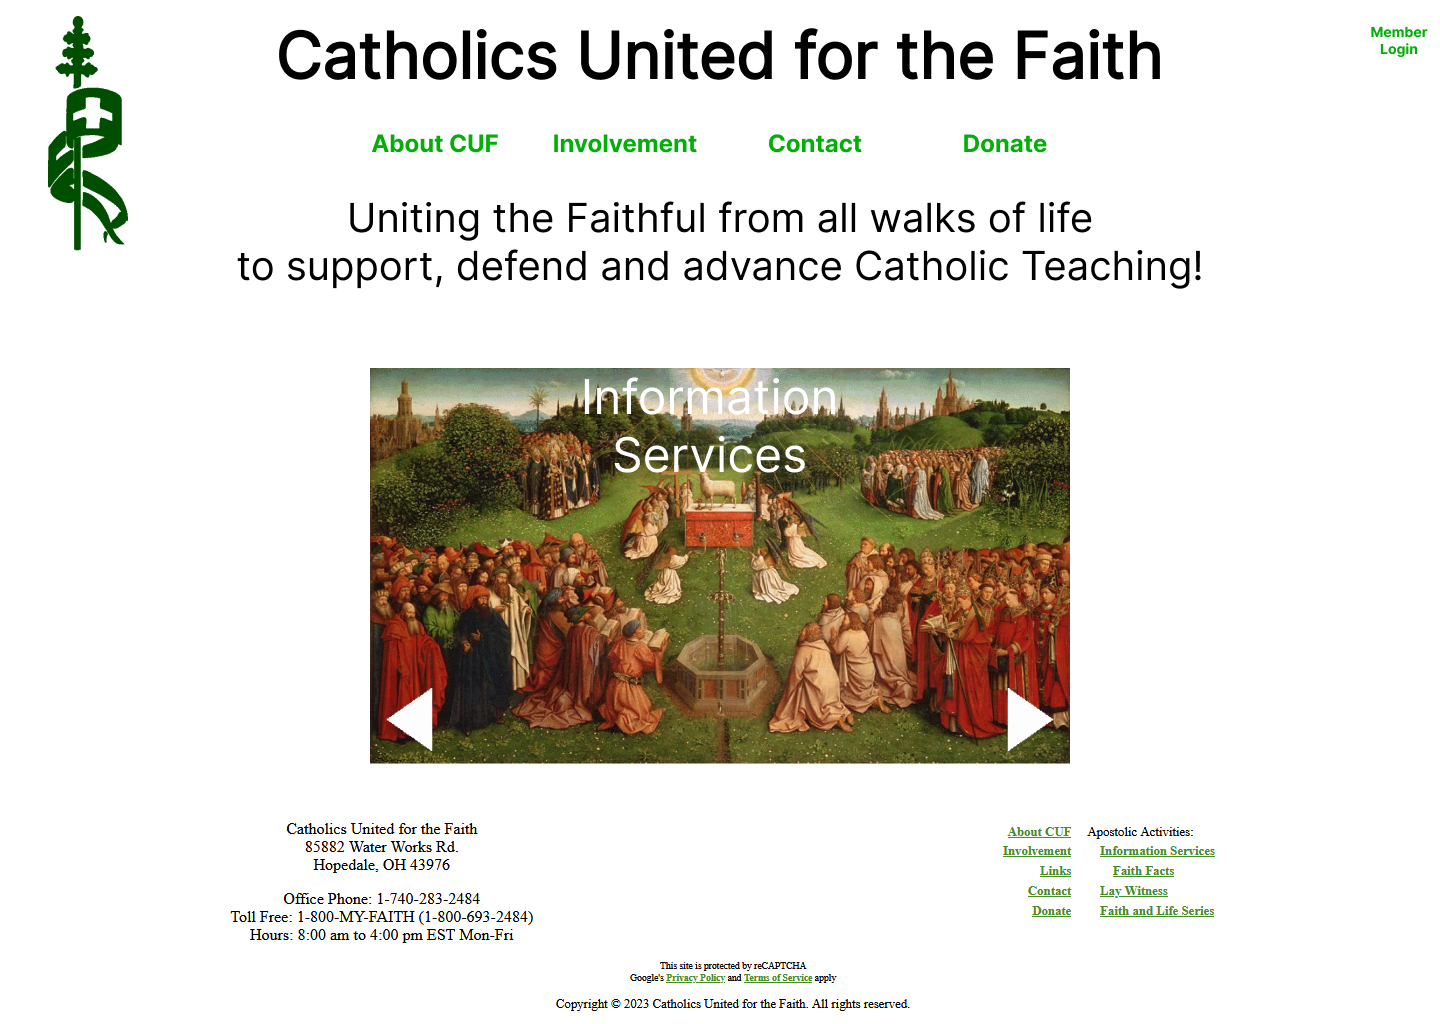 Catholics United for the Faith
Member
Login
About CUF
Involvement
Contact
Donate
Uniting the Faithful from all walks of life
to support, defend and advance Catholic Teaching!
Information
Services
Catholics United for the Faith
85882 Water Works Rd.
Hopedale, OH 43976
Office Phone: 1-740-283-2484
Toll Free: 1-800-MY-FAITH (1-800-693-2484)
Hours: 8:00 am to 4:00 pm EST Mon-Fri
About CUF
Involvement
Links
Contact
Donate
Apostolic Activities:
Information Services
Faith Facts
Lay Witness
Faith and Life Series
This site is protected by reCAPTCHA
Google's Privacy Policy and Terms of Service apply
Copyright © 2023 Catholics United for the Faith. All rights reserved.